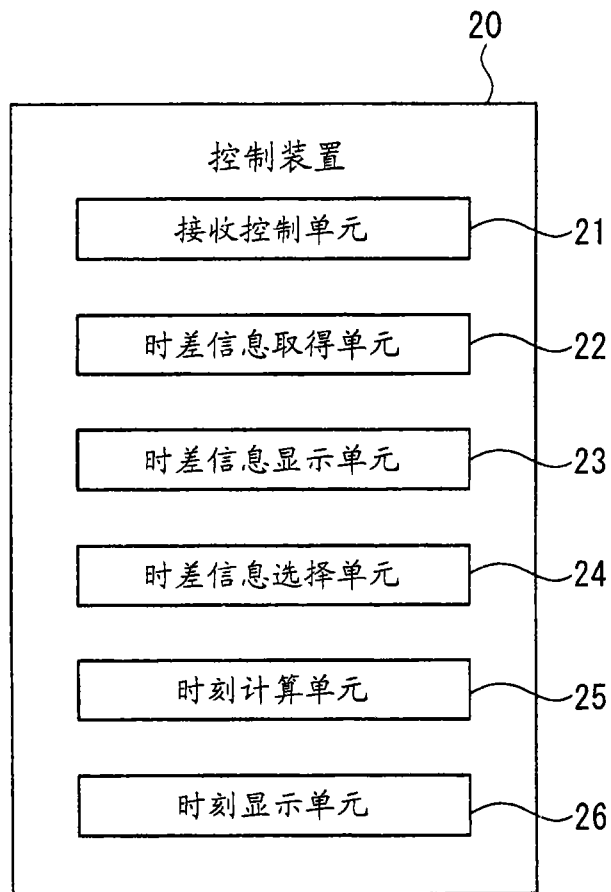 20
控制装置
接收控制单元 21
时差信息取得单元 22
时差信息显示单元 23
时差信息选择单元 24
时刻计算单元 25
时刻显示单元 26